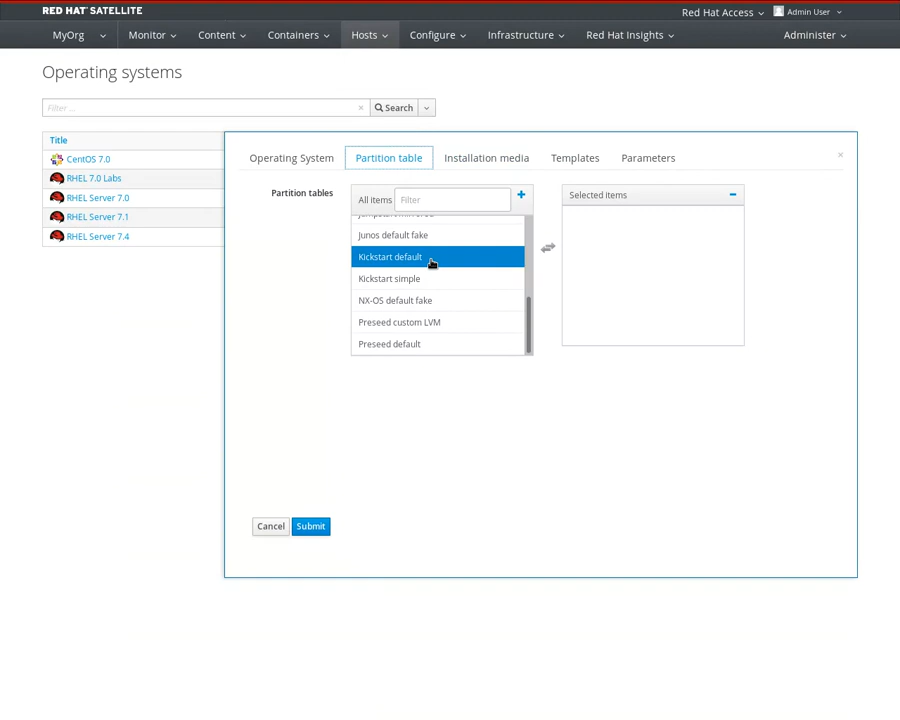 RED HAT SATELLITE
Red Hat Access
Admin User
MyOrg
Monitor
Content
Containers
Hosts
Configure
Infrastructure
Red Hat Insights
Administer
Operating systems
Filter ...
× Search
Title
CentOS 7.0
RHEL 7.0 Labs
RHEL Server 7.0
RHEL Server 7.1
RHEL Server 7.4
Operating System
Partition table
Installation media
Templates
Parameters
×
Partition tables
All items
Filter
+
Junos default fake
Kickstart default
Kickstart simple
NX-OS default fake
Preseed custom LVM
Preseed default
Selected items
Cancel
Submit